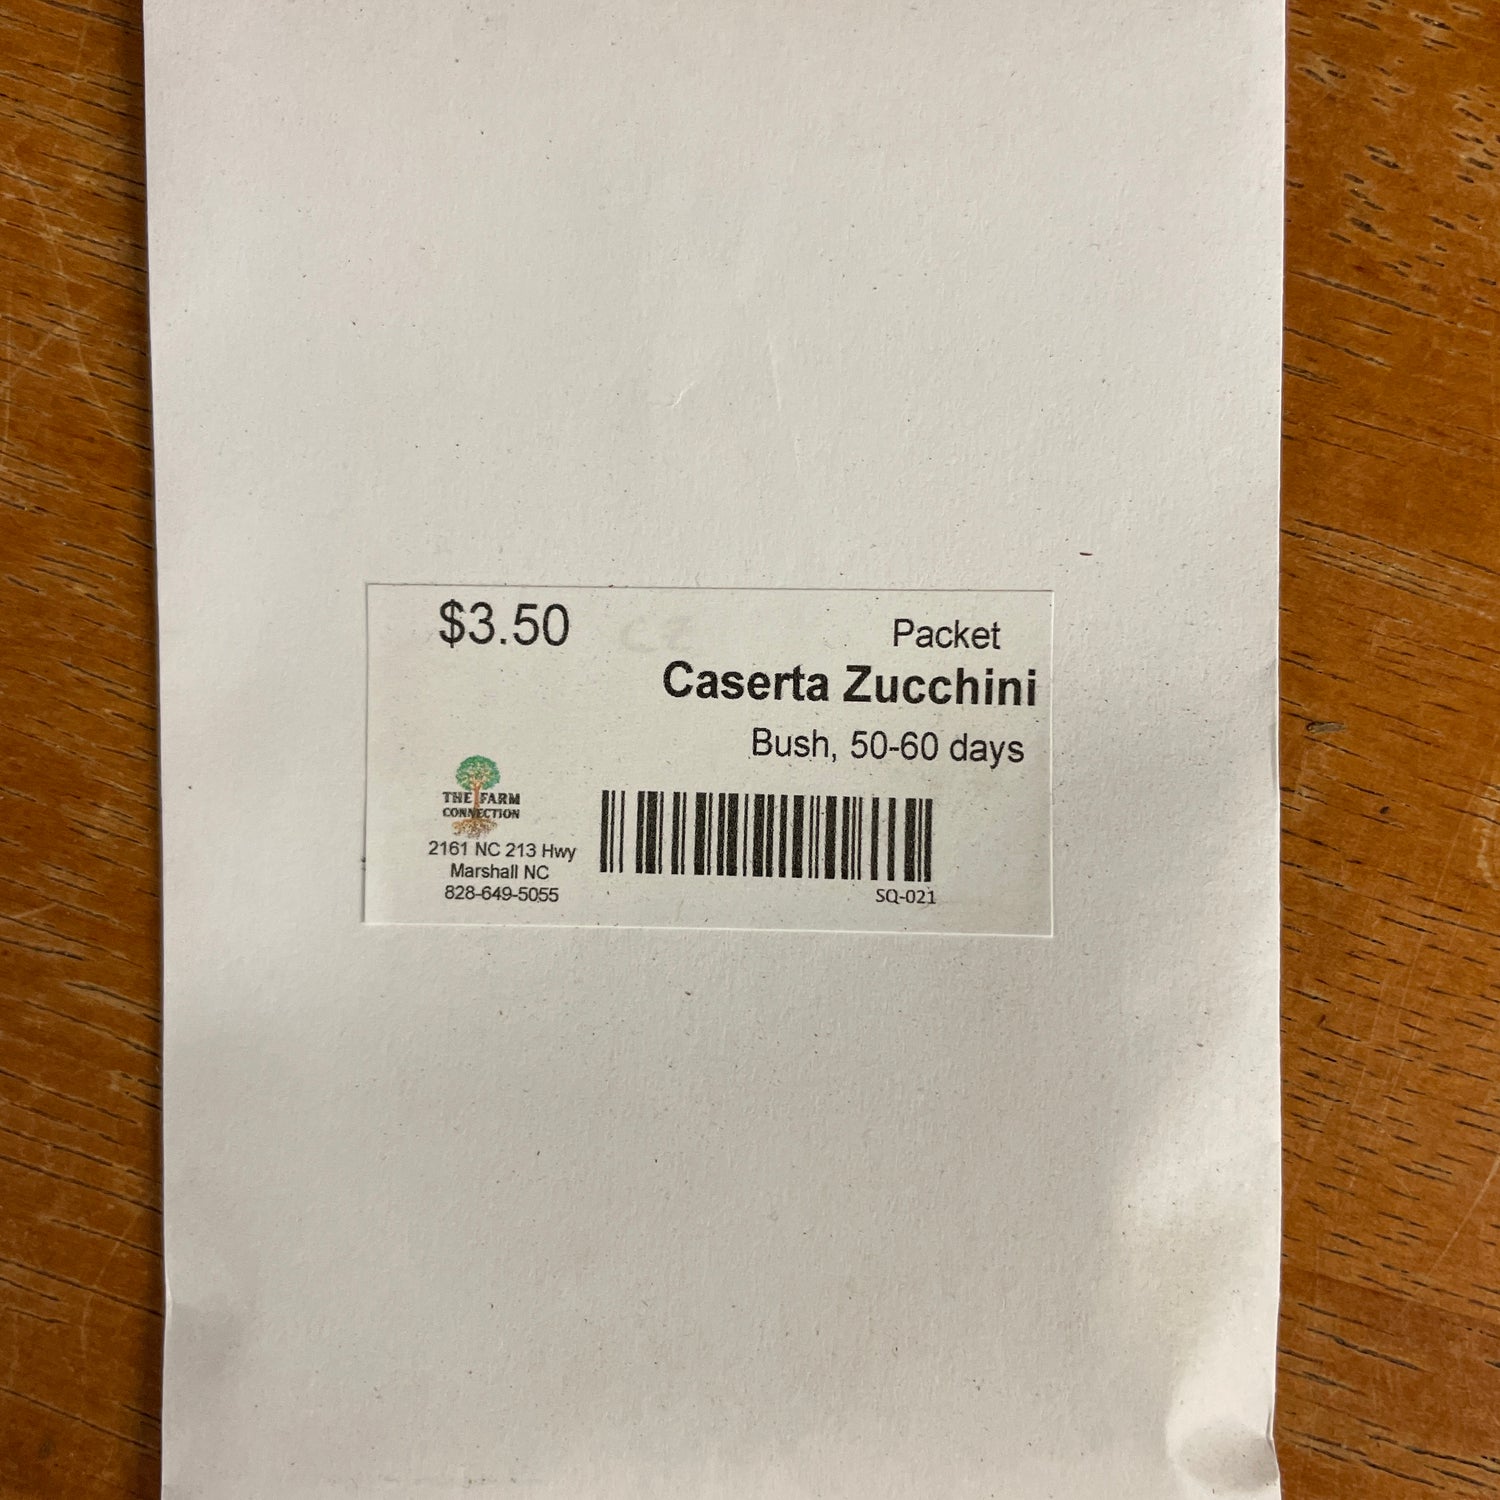 $3.50
Packet
Caserta Zucchini
Bush, 50-60 days
THE FARM
CONNECTION
2161 NC 213 Hwy
Marshall NC
828-649-5055
SQ-021